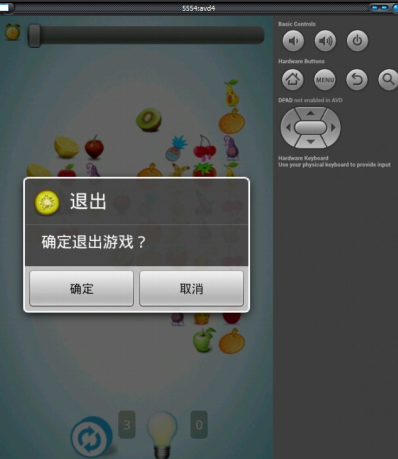 5554:avd4
Basic Controls
Hardware Buttons
MENU
DPAD not enabled in AVD
Hardware Keyboard
Use your physical keyboard to provide input
退出
确定退出游戏？
确定
取消
3
0